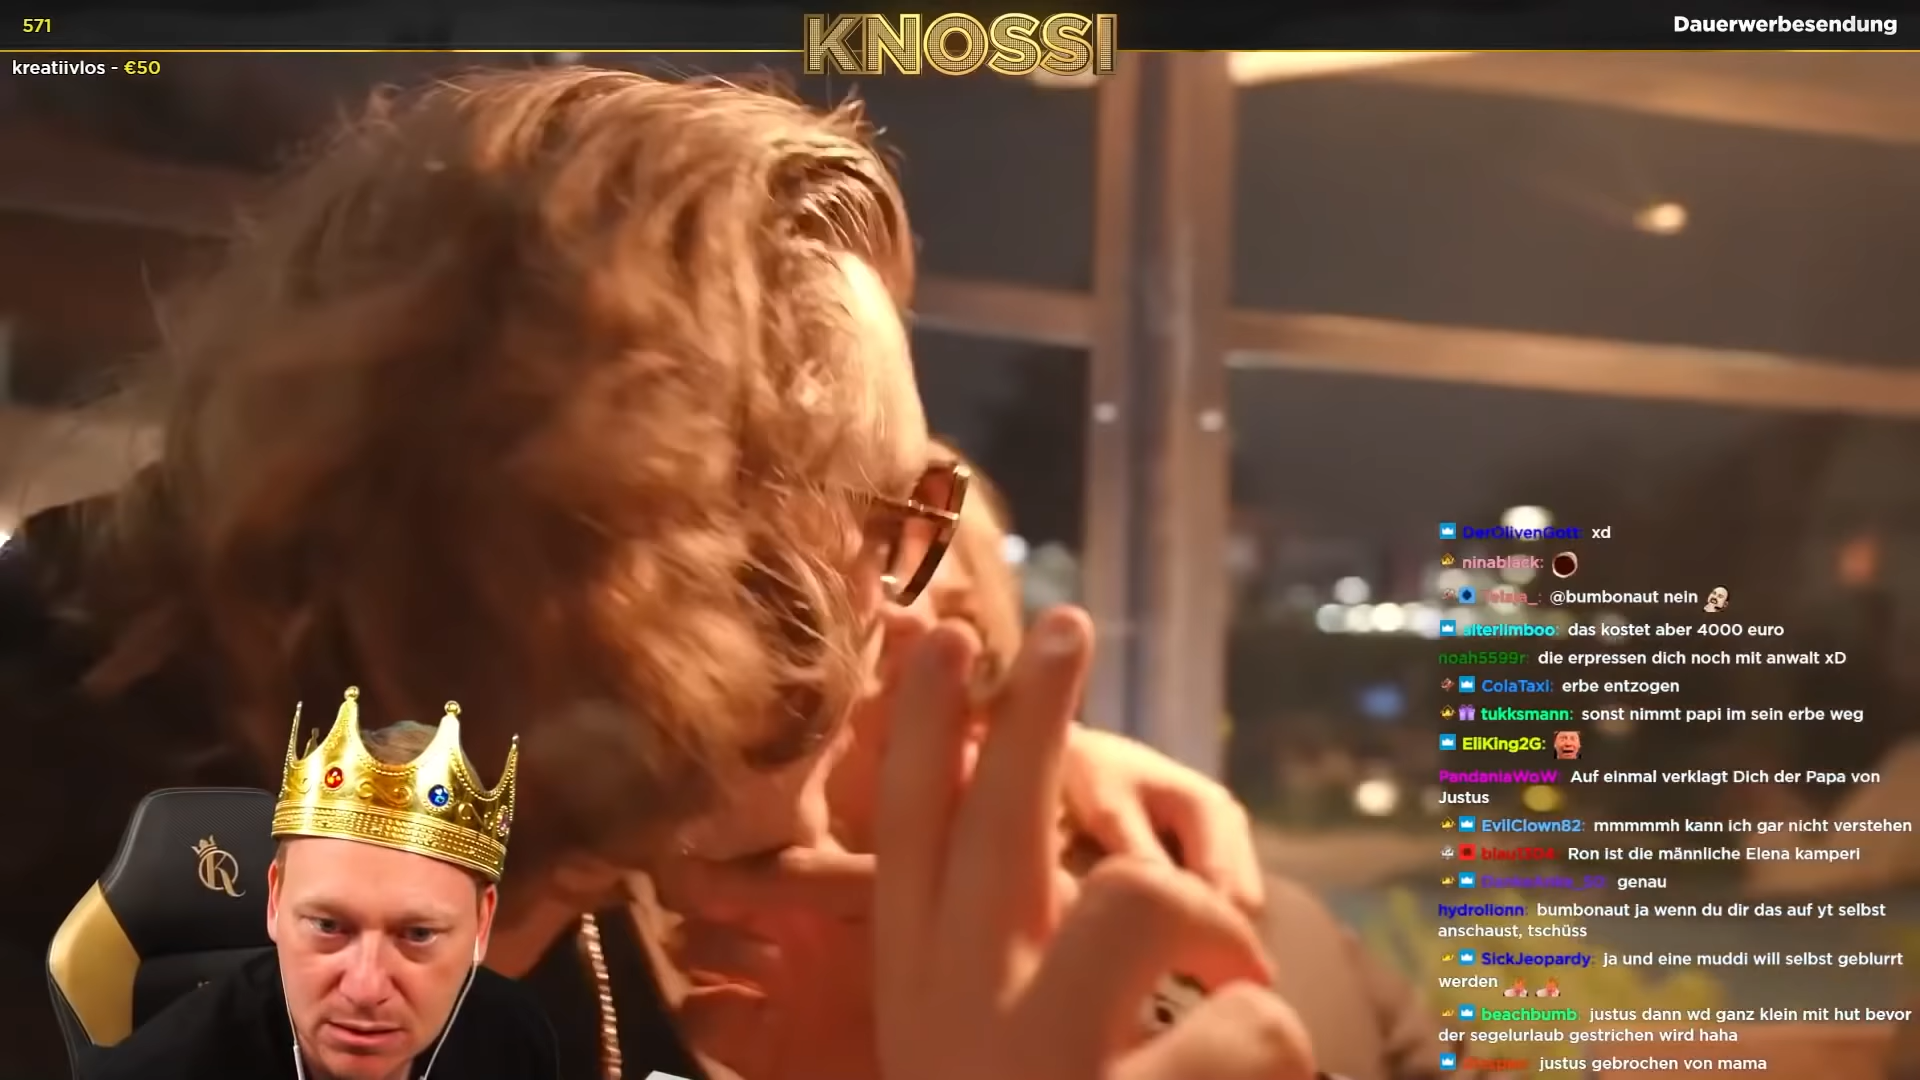 571
KNOSSI
Dauerwerbesendung
kreatiivlos - €50
DerOlivenGott: xd
ninablack:
@bumbonaut nein
alterlimboo: das kostet aber 4000 euro
noah5599r: die erpressen dich noch mit anwalt xD
ColaTaxi: erbe entzogen
tukksmann: sonst nimmt papi im sein erbe weg
EliKing2G:
PandaniaWoW: Auf einmal verklagt Dich der Papa von
Justus
EvilClown82: mmmmmh kann ich gar nicht verstehen
Ron ist die männliche Elena kamperi
genau
hydrolionn: bumbonaut ja wenn du dir das auf yt selbst
anschaust, tschüss
SickJeopardy: ja und eine muddi will selbst geblurrt
werden
beachbumb: justus dann wd ganz klein mit hut bevor
der segelurlaub gestrichen wird haha
justus gebrochen von mama
K